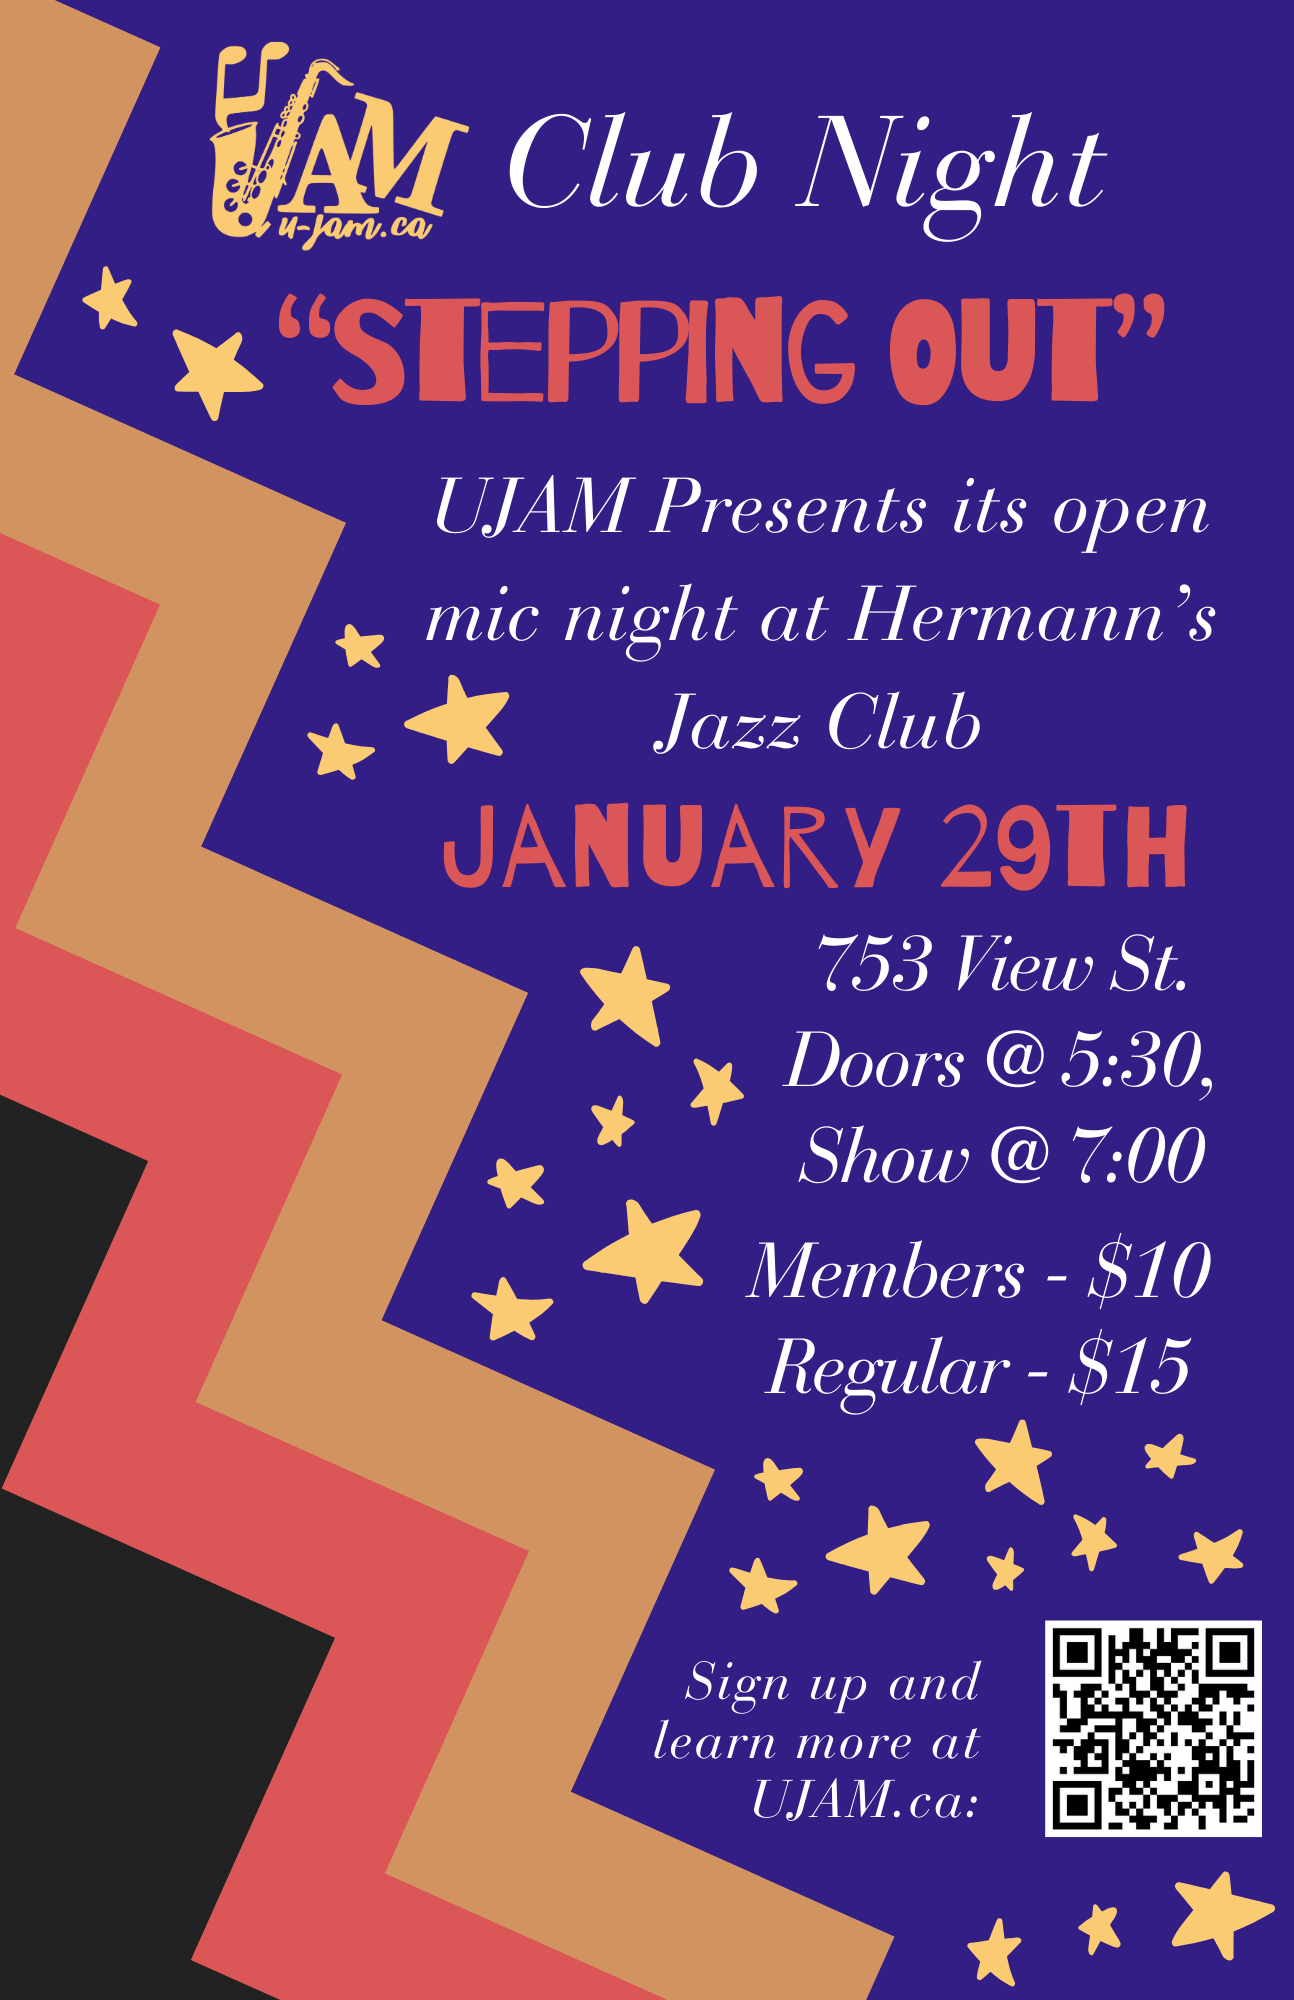 UJAM
u-jam.ca
Club Night
“STEPPING OUT”
UJAM Presents its open
mic night at Hermann’s
Jazz Club
JANUARY 29TH
753 View St.
Doors @ 5:30,
Show @ 7:00
Members - $10
Regular - $15
Sign up and
learn more at
UJAM.ca: